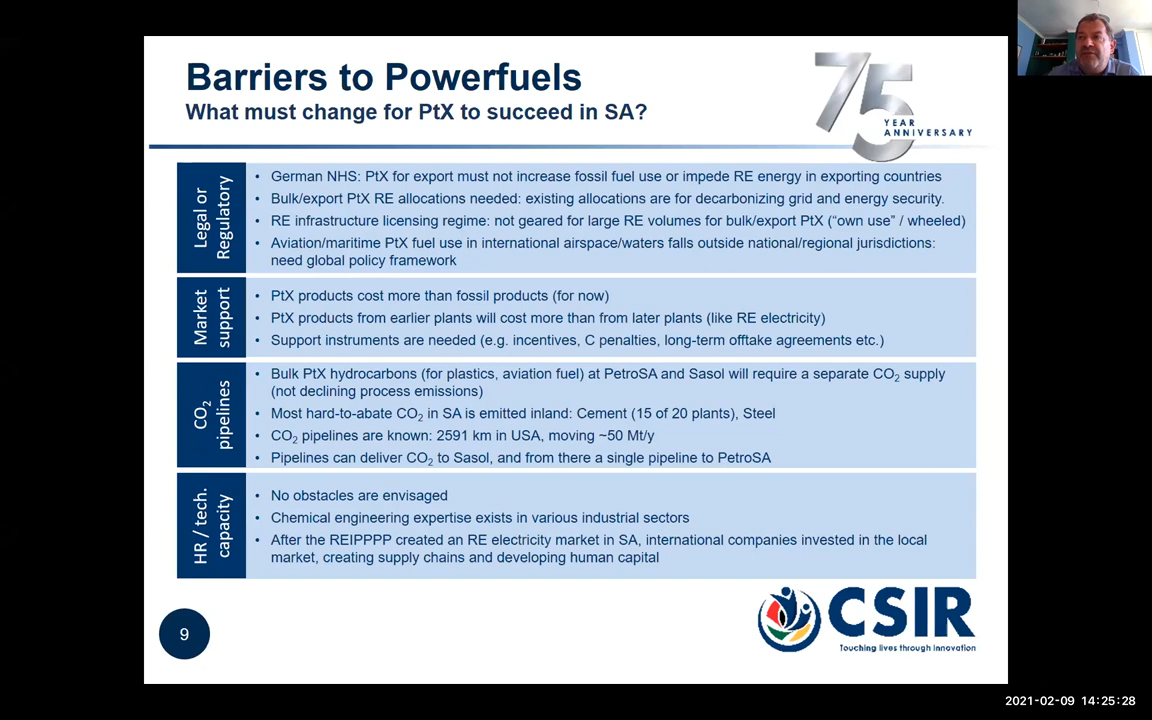 Barriers to Powerfuels
What must change for PtX to succeed in SA?
75
YEAR
ANNIVERSARY
Legal or
Regulatory
• German NHS: PtX for export must not increase fossil fuel use or impede RE energy in exporting countries
• Bulk/export PtX RE allocations needed: existing allocations are for decarbonizing grid and energy security.
• RE infrastructure licensing regime: not geared for large RE volumes for bulk/export PtX (“own use” / wheeled)
• Aviation/maritime PtX fuel use in international airspace/waters falls outside national/regional jurisdictions:
need global policy framework
Market
support
• PtX products cost more than fossil products (for now)
• PtX products from earlier plants will cost more than from later plants (like RE electricity)
• Support instruments are needed (e.g. incentives, C penalties, long-term offtake agreements etc.)
CO₂
pipelines
• Bulk PtX hydrocarbons (for plastics, aviation fuel) at PetroSA and Sasol will require a separate CO₂ supply
(not declining process emissions)
• Most hard-to-abate CO₂ in SA is emitted inland: Cement (15 of 20 plants), Steel
• CO₂ pipelines are known: 2591 km in USA, moving ~50 Mt/y
• Pipelines can deliver CO₂ to Sasol, and from there a single pipeline to PetroSA
HR / tech.
capacity
• No obstacles are envisaged
• Chemical engineering expertise exists in various industrial sectors
• After the REIPPPP created an RE electricity market in SA, international companies invested in the local
market, creating supply chains and developing human capital
9
CSIR
Touching lives through innovation
2021-02-09 14:25:28